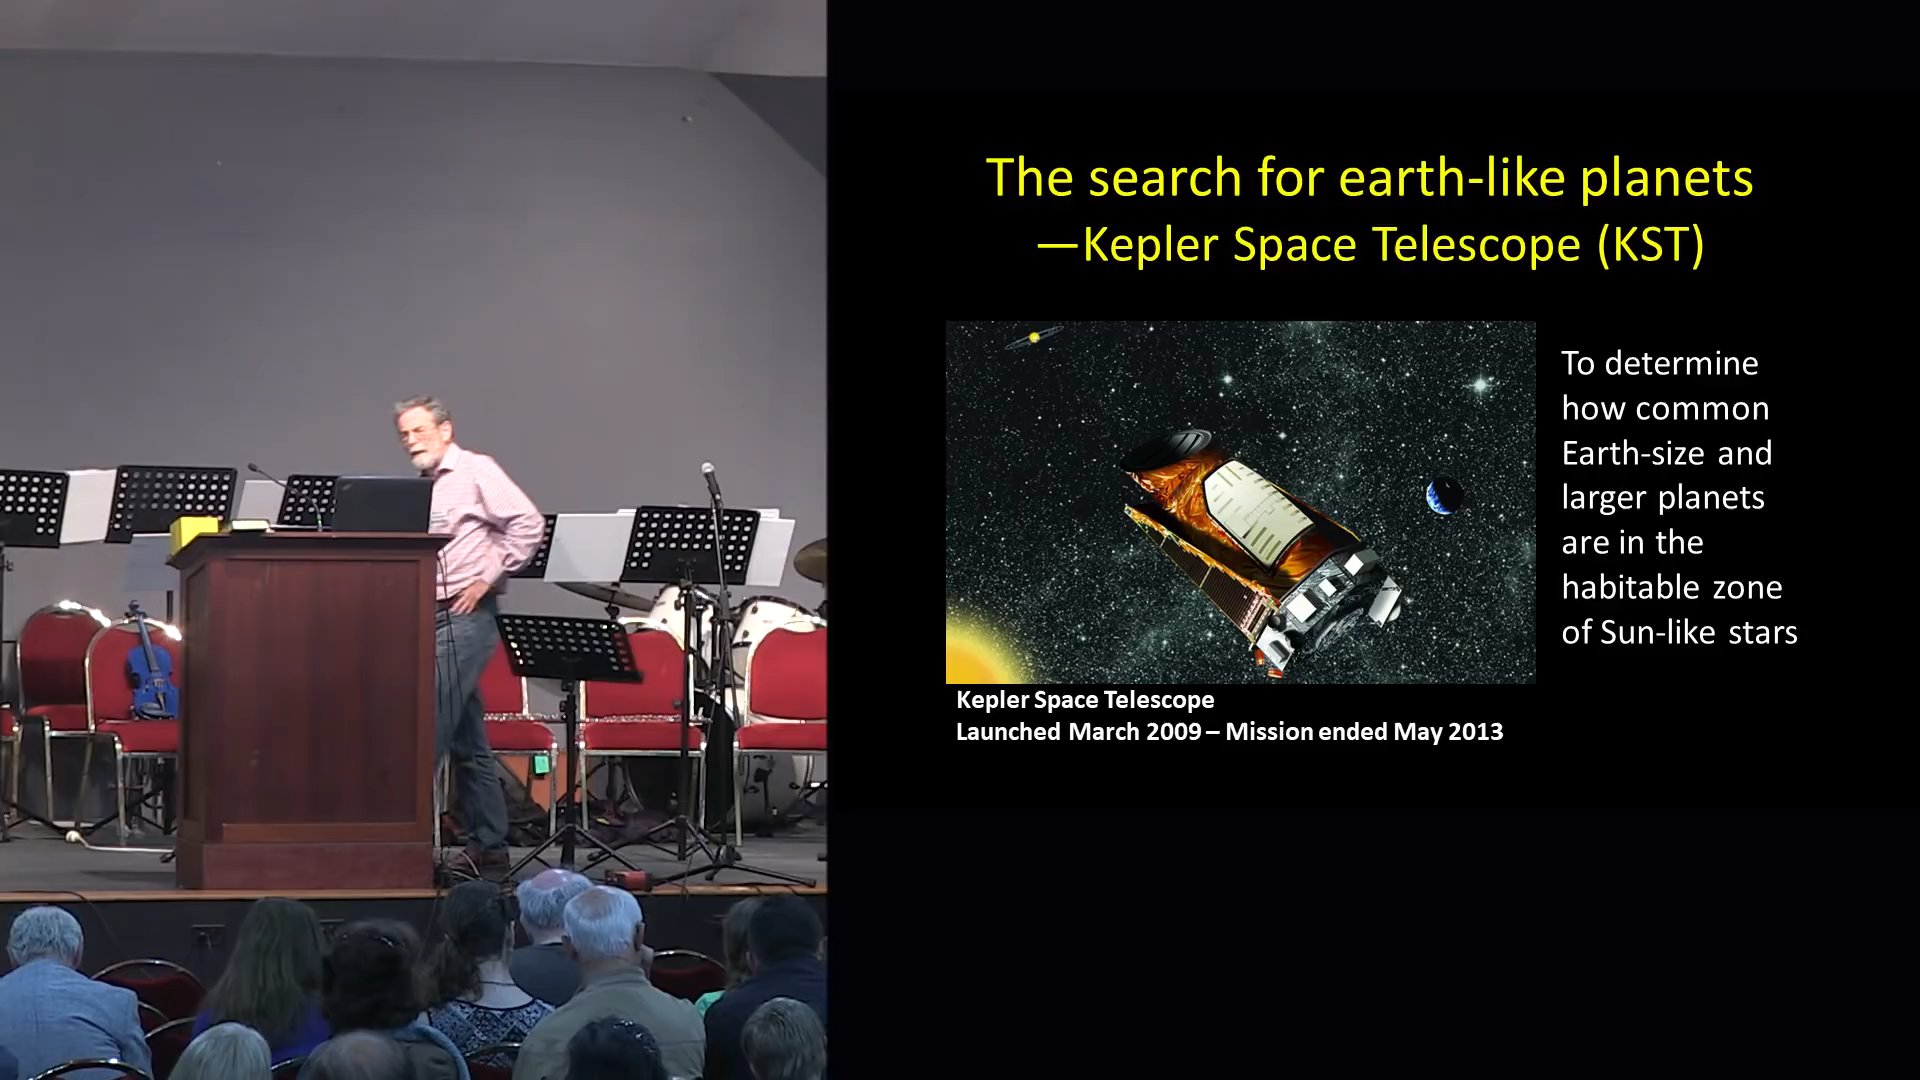 The search for earth-like planets
—Kepler Space Telescope (KST)
To determine
how common
Earth-size and
larger planets
are in the
habitable zone
of Sun-like stars
Kepler Space Telescope
Launched March 2009 – Mission ended May 2013